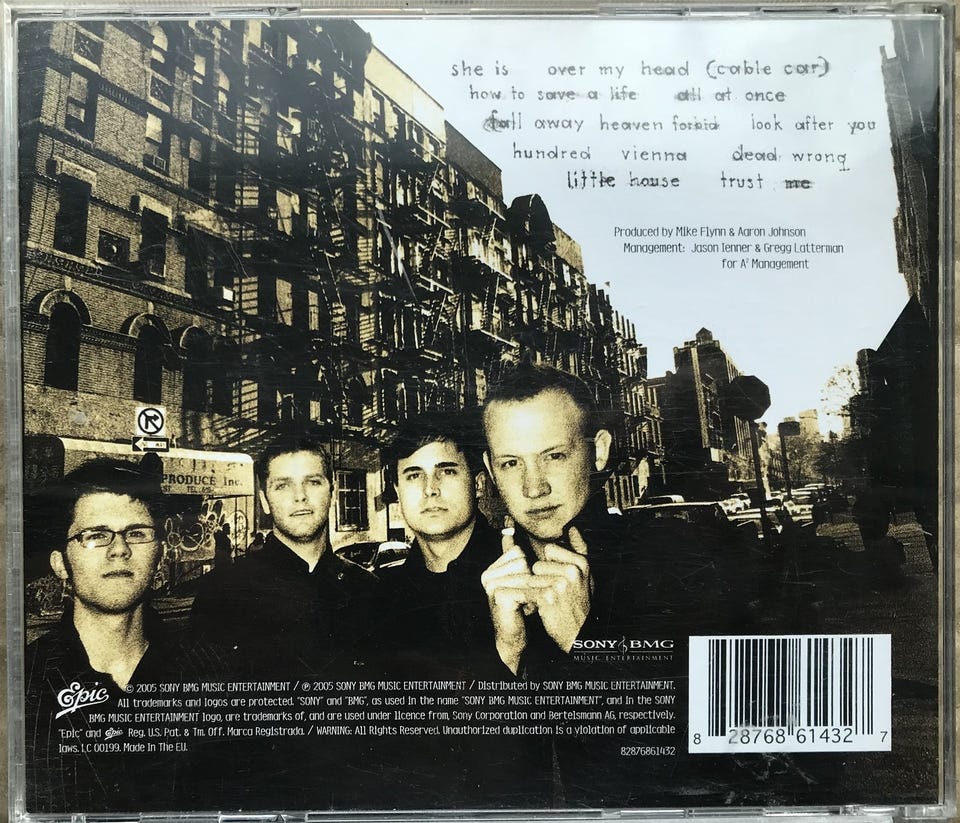 she is over my head (cable car)
how to save a life all at once
fall away heaven forbid look after you
hundred vienna dead wrong
little house trust me
Produced by Mike Flynn & Aaron Johnson
Management: Jason Ienner & Gregg Latterman
for A² Management
PRODUCE Inc.
SONY BMG
MUSIC ENTERTAINMENT
Epic
© 2005 SONY BMG MUSIC ENTERTAINMENT / ℗ 2005 SONY BMG MUSIC ENTERTAINMENT / Distributed by SONY BMG MUSIC ENTERTAINMENT.
All trademarks and logos are protected. "SONY" and "BMG", as used in the name "SONY BMG MUSIC ENTERTAINMENT", and in the SONY
BMG MUSIC ENTERTAINMENT logo, are trademarks of, and are used under licence from, Sony Corporation and Bertelsmann AG, respectively.
"Epic" and Epic Reg. U.S. Pat. & Tm. Off. Marca Registrada. / WARNING: All Rights Reserved. Unauthorized duplication is a violation of applicable
laws. LC 00199. Made In The EU.
82876861432
8 28768 61432 7